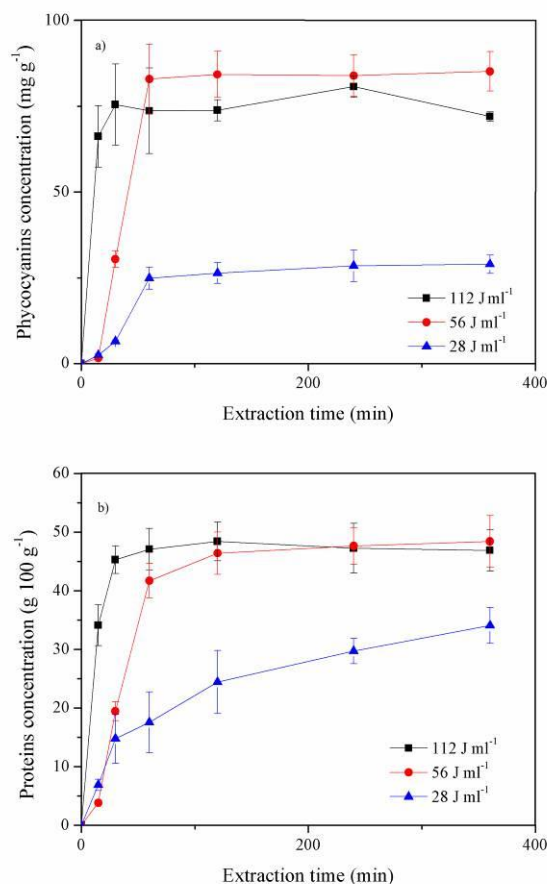 a)
Phycocyanins concentration (mg g⁻¹)
100
75
50
25
0
112 J ml⁻¹
56 J ml⁻¹
28 J ml⁻¹
0
200
400
Extraction time (min)
b)
Proteins concentration (g 100 g⁻¹)
60
50
40
30
20
10
0
112 J ml⁻¹
56 J ml⁻¹
28 J ml⁻¹
0
200
400
Extraction time (min)